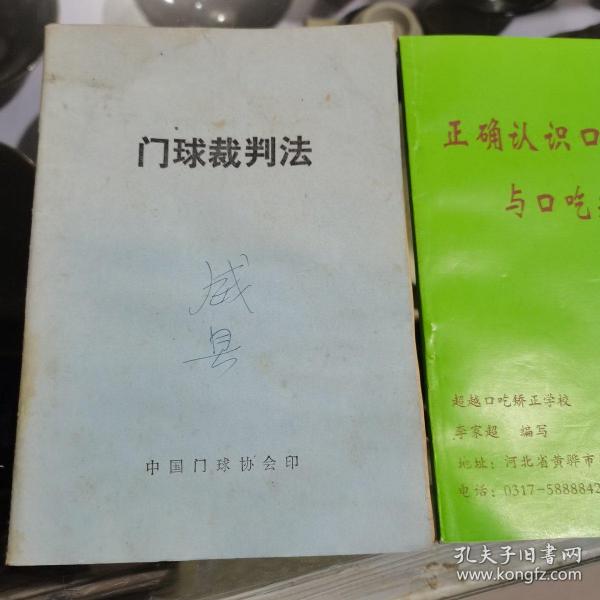 门球裁判法
威
县
中国门球协会印
正确认识口
与口吃
超越口吃矫正学校
李家超 编写
地址：河北省黄骅市
电话：0317-5888842
孔夫子旧书网
www.kongfz.com